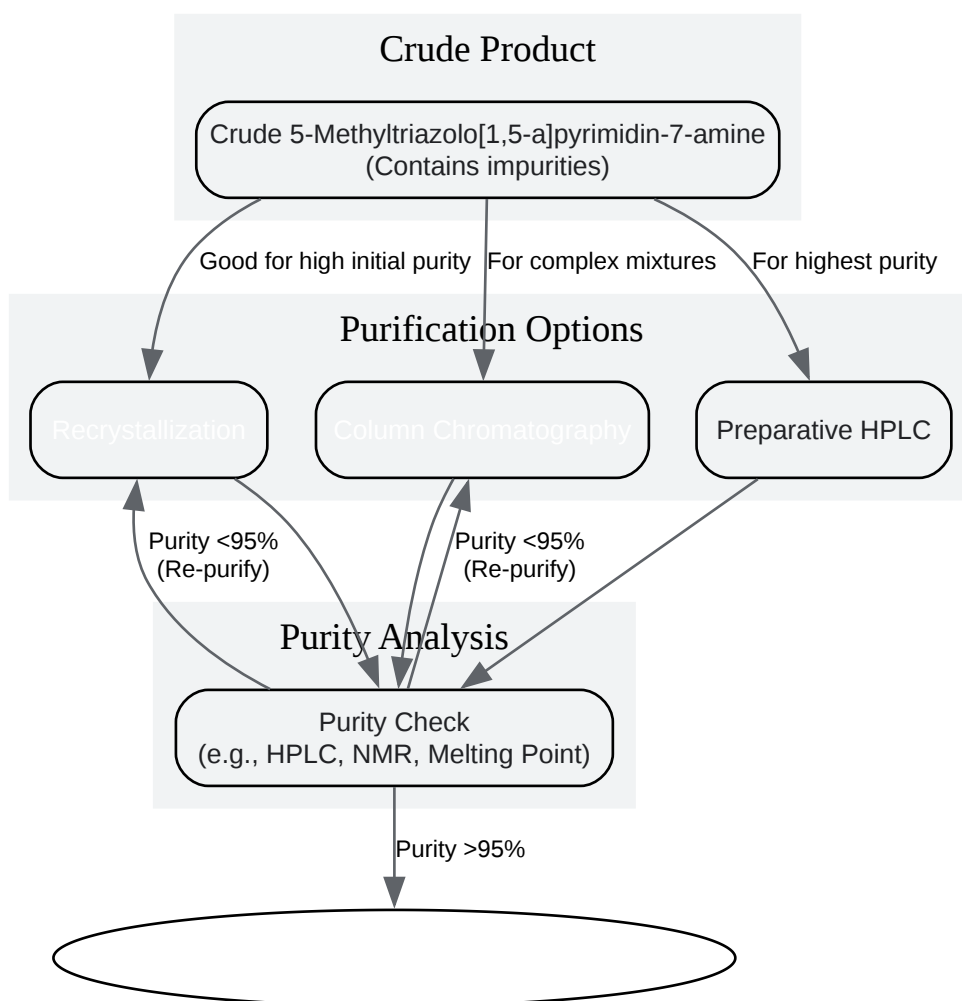 Crude Product
Crude 5-Methyltriazolo[1,5-a]pyrimidin-7-amine
(Contains impurities)
Good for high initial purity
For complex mixtures
For highest purity
Purification Options
Recrystallization
Column Chromatography
Preparative HPLC
Purity <95%
(Re-purify)
Purity <95%
(Re-purify)
Purity Analysis
Purity Check
(e.g., HPLC, NMR, Melting Point)
Purity >95%